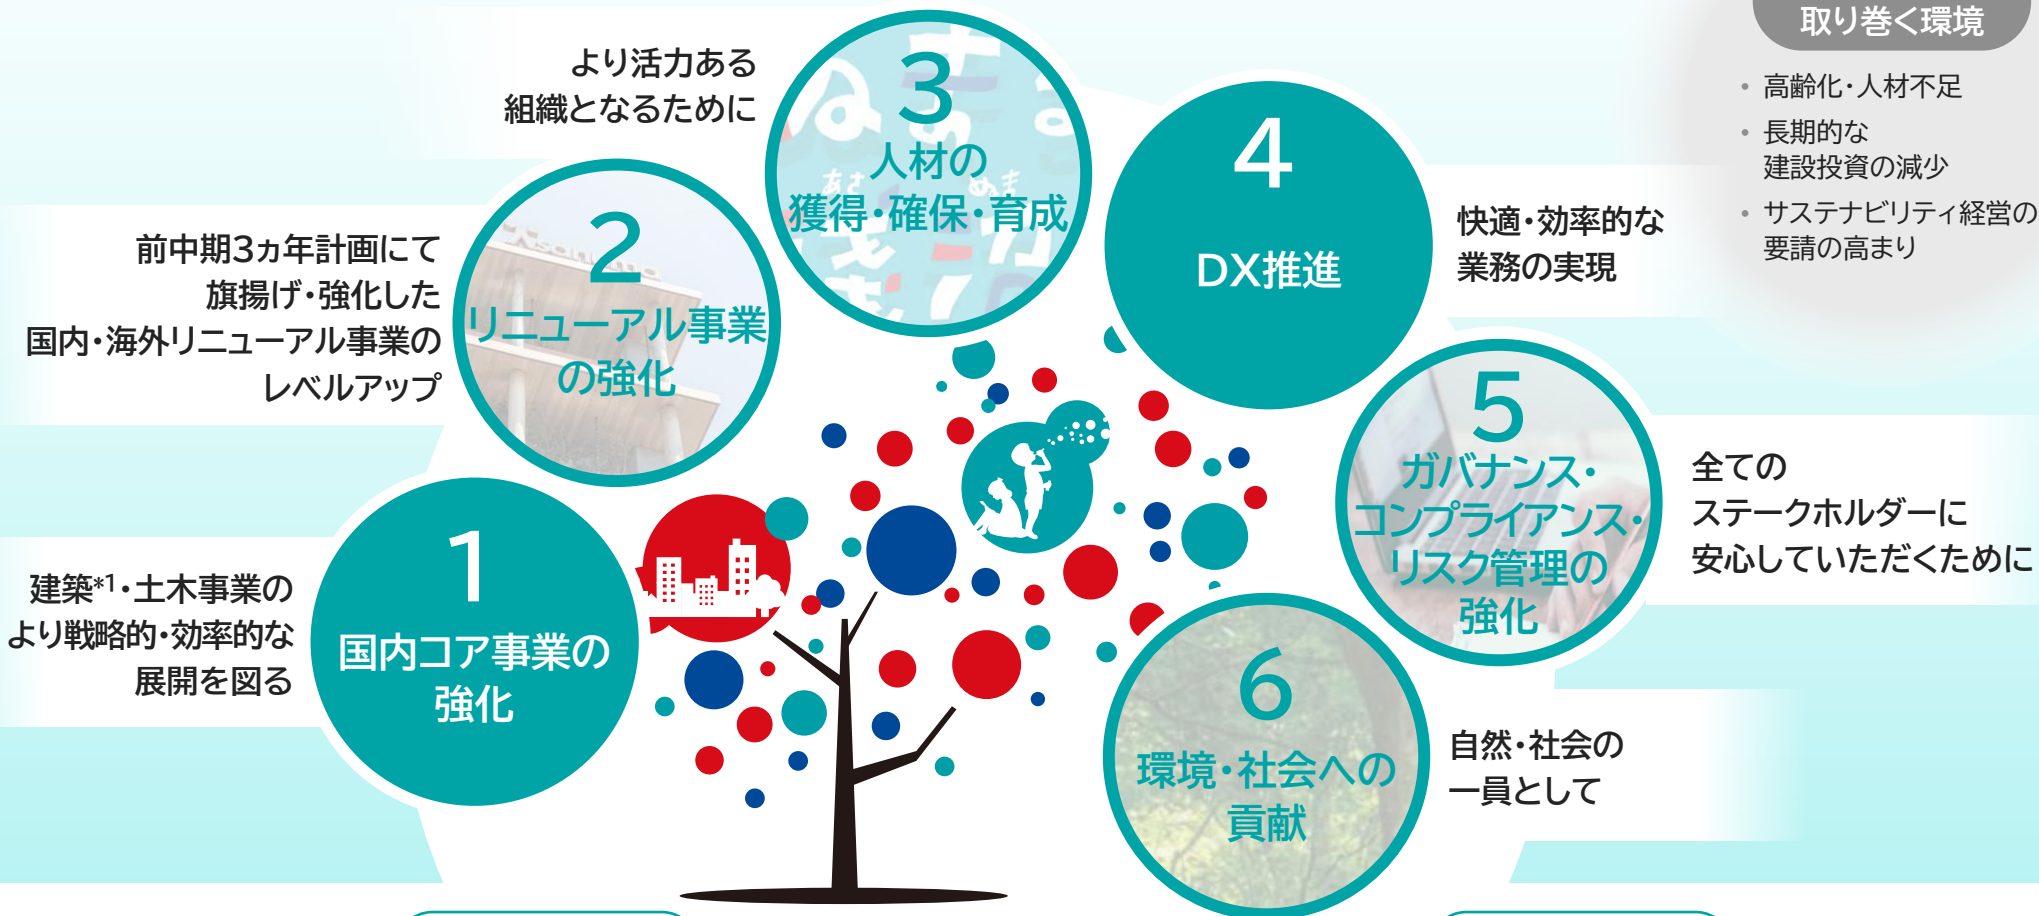 取り巻く環境
・高齢化・人材不足
・長期的な
建設投資の減少
・サステナビリティ経営の
要請の高まり
1
国内コア事業の
強化
建築*1・土木事業の
より戦略的・効率的な
展開を図る
2
リニューアル事業
の強化
前中期3ヵ年計画にて
旗揚げ・強化した
国内・海外リニューアル事業の
レベルアップ
3
人材の
獲得・確保・育成
より活力ある
組織となるために
4
DX推進
快適・効率的な
業務の実現
5
ガバナンス・
コンプライアンス・
リスク管理の
強化
全ての
ステークホルダーに
安心していただくために
6
環境・社会への
貢献
自然・社会の
一員として